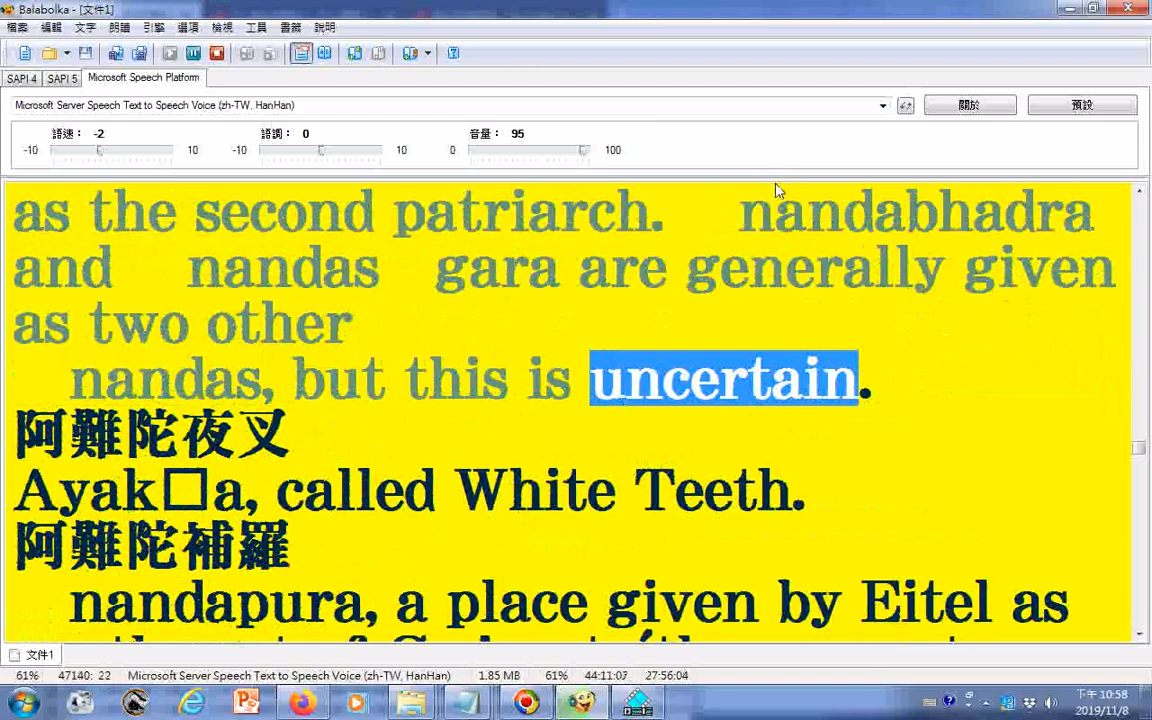 Balabolka - [文件1]
檔案 編輯 文字 朗讀 引擎 選項 檢視 工具 書籤 說明
SAPI 4 SAPI 5 Microsoft Speech Platform
Microsoft Server Speech Text to Speech Voice (zh-TW, HanHan) 關於 預設
語速: -2 語調: 0 音量: 95
-10 10 -10 10 0 100
as the second patriarch. nandabhadra
and nandas gara are generally given
as two other
nandas, but this is uncertain.
阿難陀夜叉
Ayak□a, called White Teeth.
阿難陀補羅
nandapura, a place given by Eitel as
文件1
61% 47140: 22 Microsoft Server Speech Text to Speech Voice (zh-TW, HanHan) 1.85 MB 61% 44:11:07 27:56:04
下午 10:58
2019/11/8